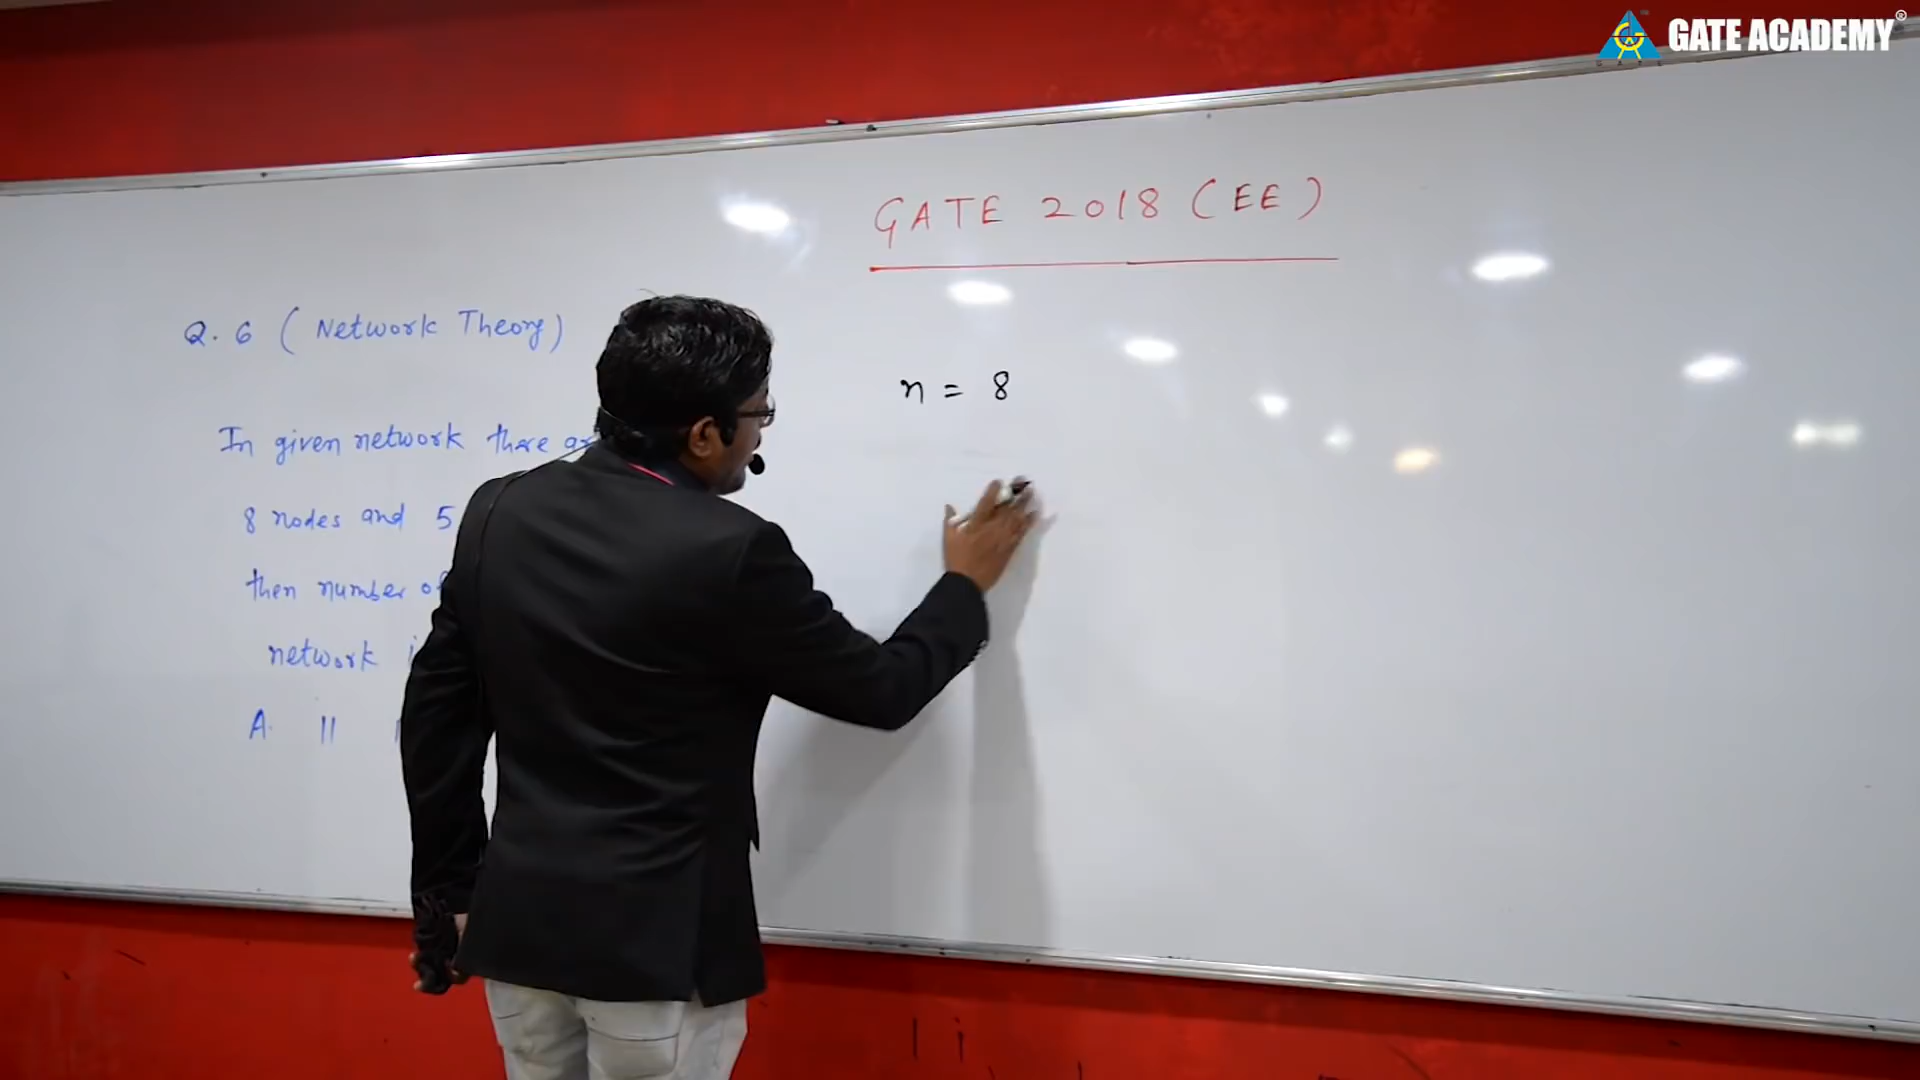 GATE ACADEMY
GATE 2018 (EE)
Q. 6 ( Network Theory)
In given network there
8 nodes and 5
then number
network
A. 11
n = 8